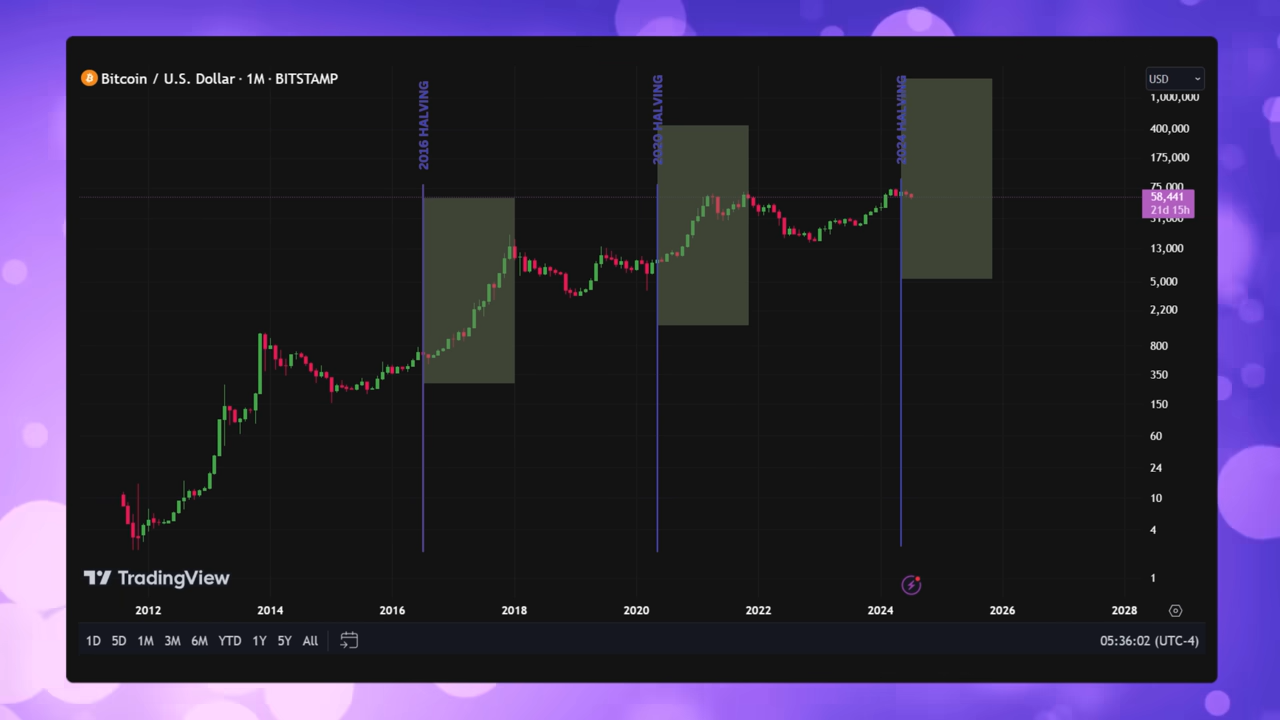 Bitcoin / U.S. Dollar · 1M · BITSTAMP
USD
2016 HALVING
2020 HALVING
2024 HALVING
1,000,000
400,000
175,000
75,000
58,441
21d 15h
31,000
13,000
5,000
2,200
800
350
150
60
24
10
4
1
TradingView
2012 2014 2016 2018 2020 2022 2024 2026 2028
1D 5D 1M 3M 6M YTD 1Y 5Y All 05:36:02 (UTC-4)